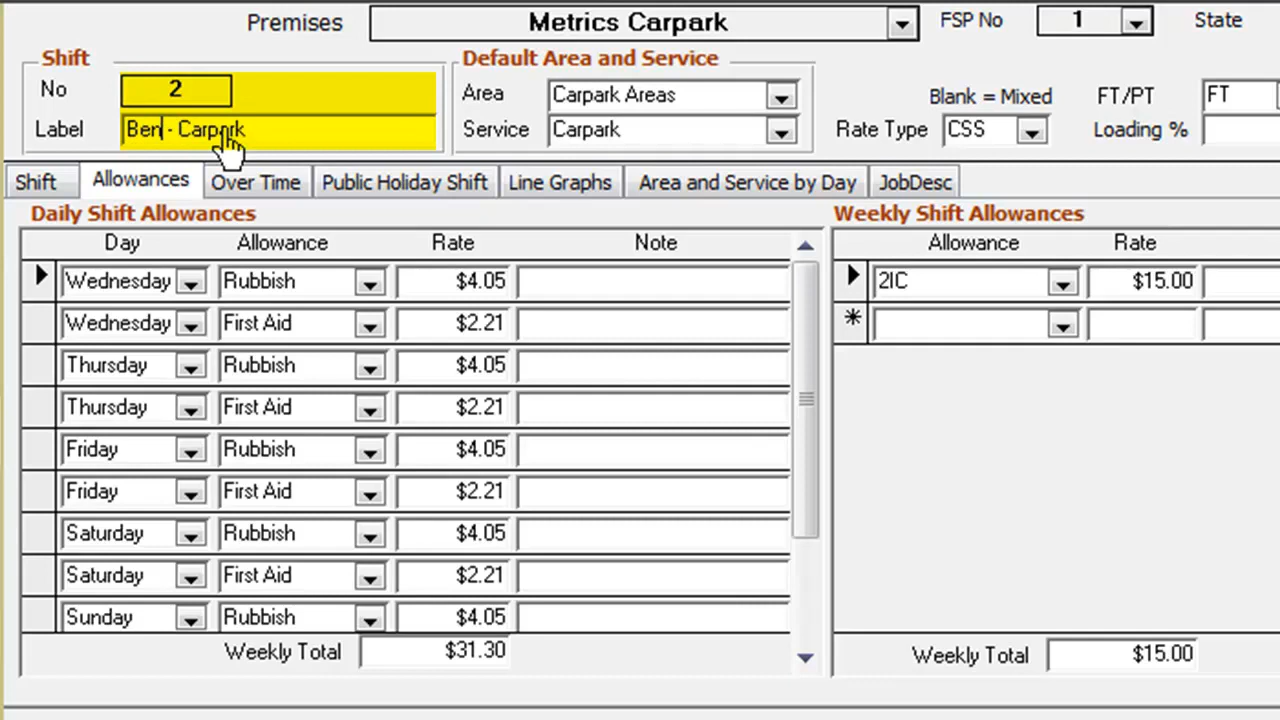 Premises Metrics Carpark FSP No 1 State
Shift Default Area and Service
No 2 Area Carpark Areas Blank = Mixed FT/PT FT
Label Ben - Carpark Service Carpark Rate Type CSS Loading %
Shift Allowances Over Time Public Holiday Shift Line Graphs Area and Service by Day JobDesc
Daily Shift Allowances Weekly Shift Allowances
Day Allowance Rate Note Allowance Rate
Wednesday Rubbish $4.05 2IC $15.00
Wednesday First Aid $2.21
Thursday Rubbish $4.05
Thursday First Aid $2.21
Friday Rubbish $4.05
Friday First Aid $2.21
Saturday Rubbish $4.05
Saturday First Aid $2.21
Sunday Rubbish $4.05
Weekly Total $31.30 Weekly Total $15.00